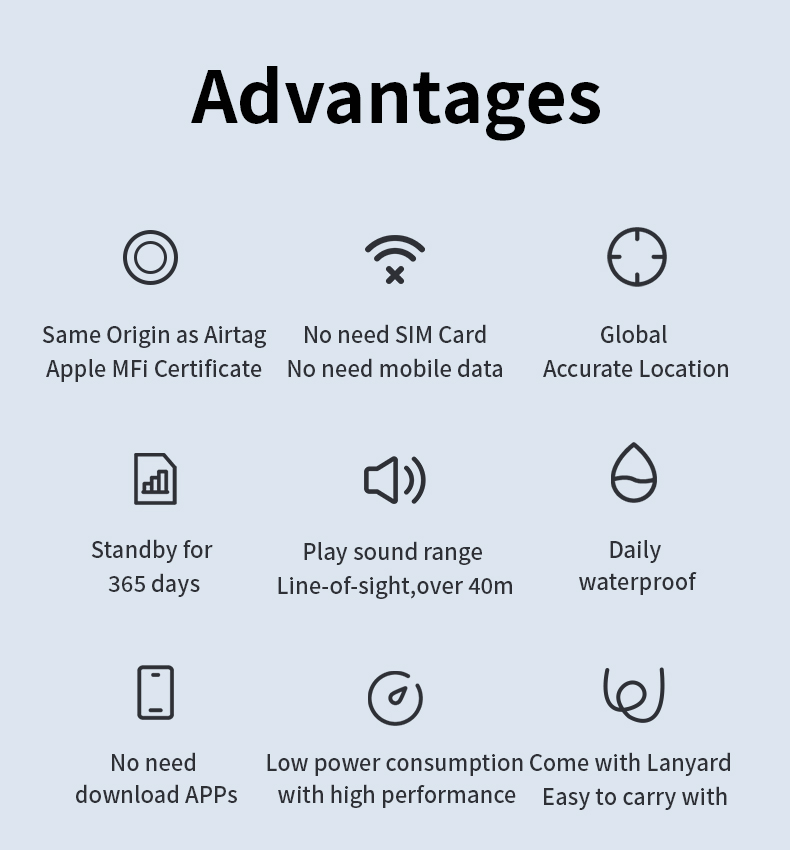 Advantages
Same Origin as Airtag
Apple MFi Certificate
No need SIM Card
No need mobile data
Global
Accurate Location
Standby for
365 days
Play sound range
Line-of-sight,over 40m
Daily
waterproof
No need
download APPs
Low power consumption
with high performance
Come with Lanyard
Easy to carry with